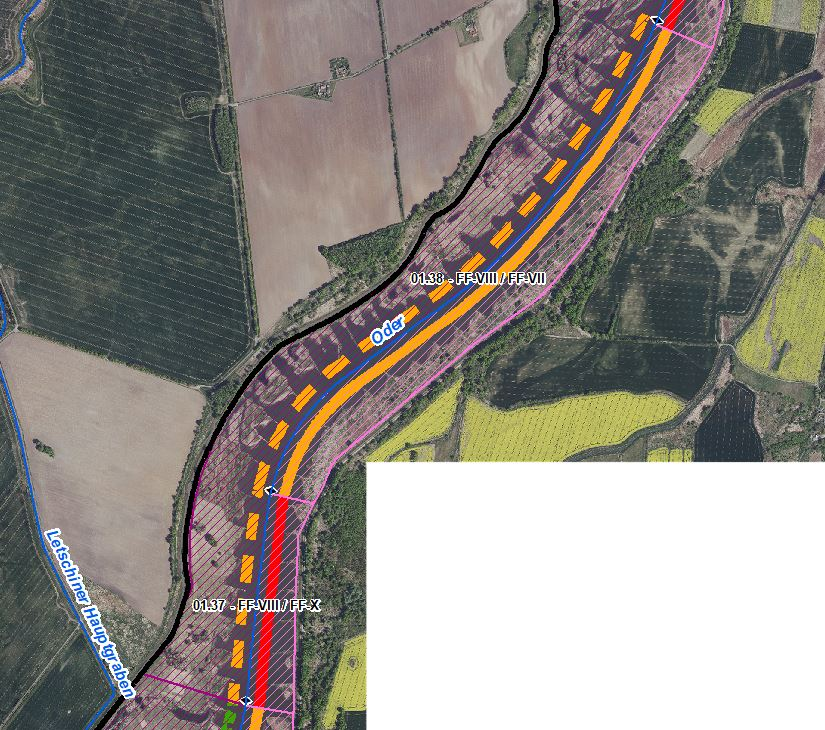 01.38 - FF-VIII / FF-VII
Oder
Letschiner Hauptgraben
01.37 - FF-VIII / FF-X